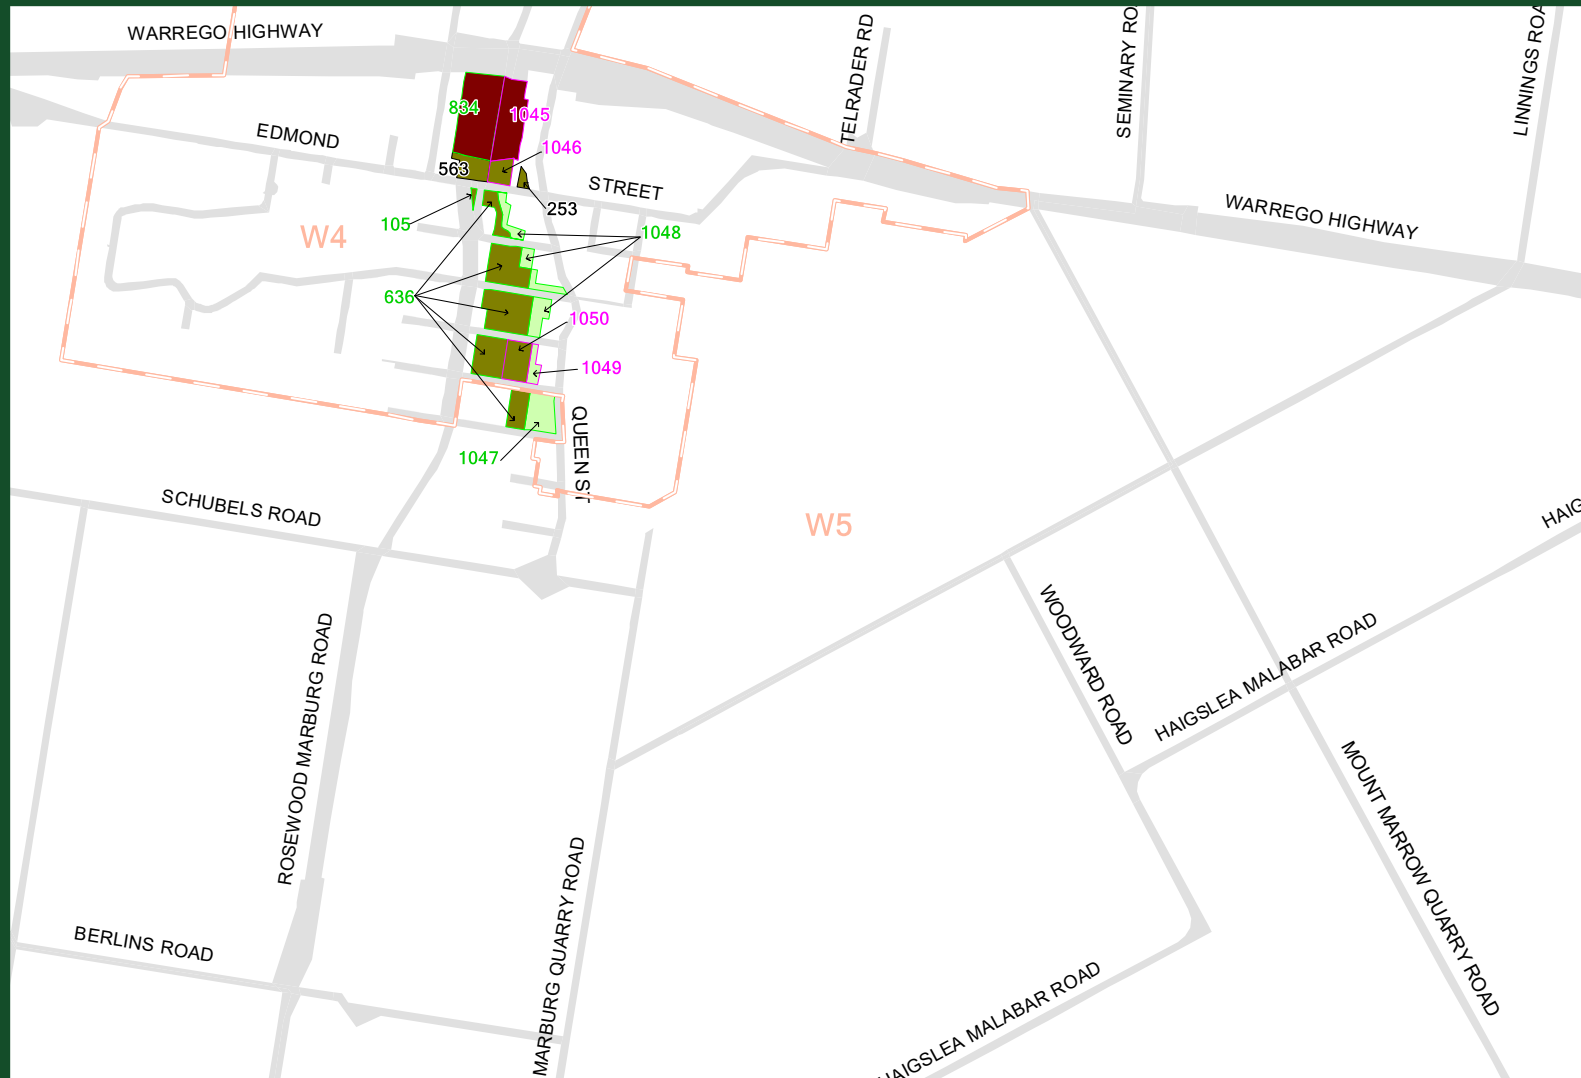 WARREGO HIGHWAY
TELRADER RD
SEMINARY RO
LINNINGS ROA
834
1045
EDMOND
1046
563
STREET
253
105
1048
W4
WARREGO HIGHWAY
636
1050
1049
QUEEN ST
1047
SCHUBELS ROAD
W5
HAIG
WOODWARD ROAD
HAIGSLEA MALABAR ROAD
ROSEWOOD MARBURG ROAD
MOUNT MARROW QUARRY ROAD
MARBURG QUARRY ROAD
BERLINS ROAD
HAIGSLEA MALABAR ROAD